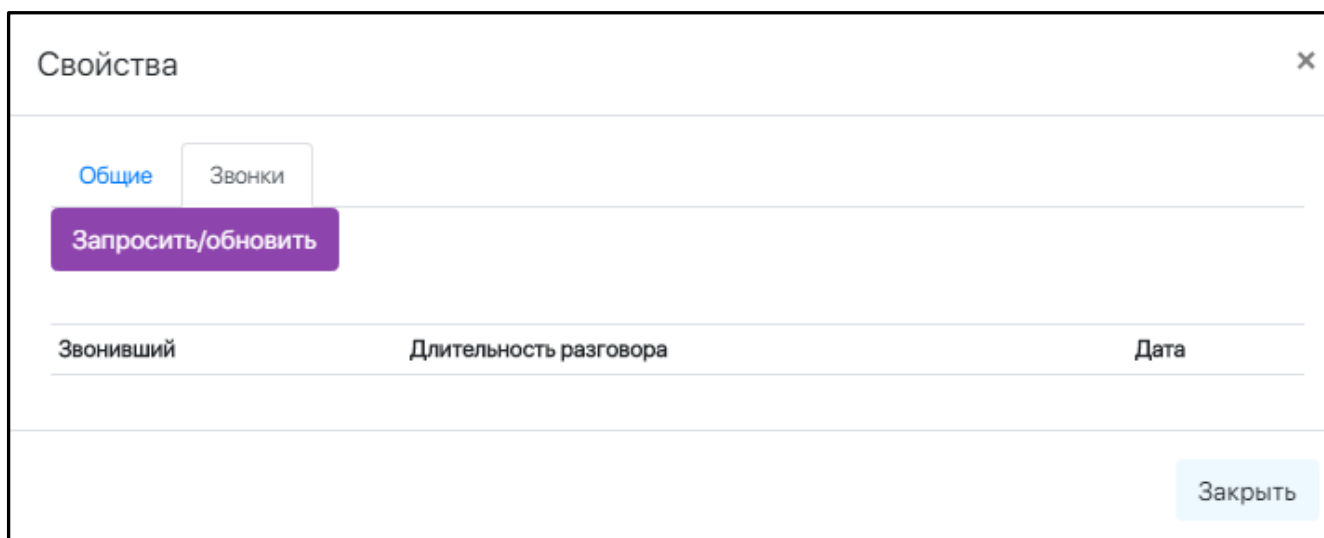 Свойства ×
Общие Звонки
Запросить/обновить
Звонивший Длительность разговора Дата
Закрыть